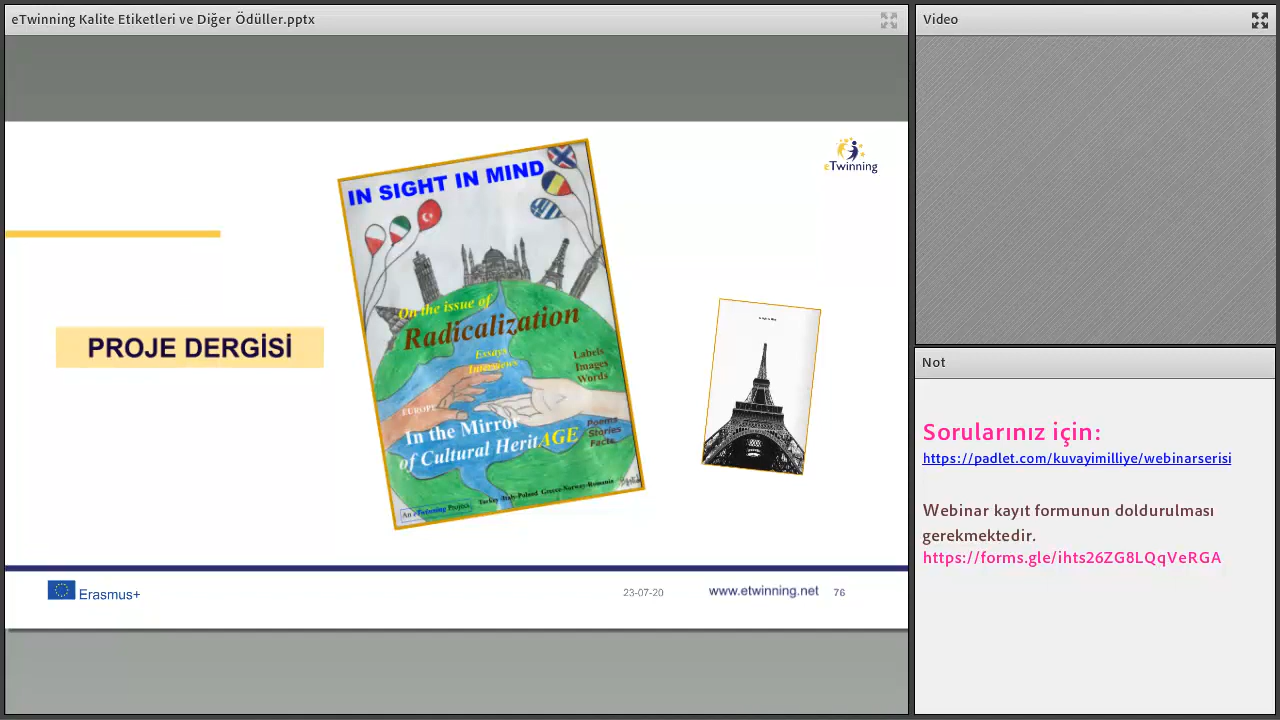 eTwinning Kalite Etiketleri ve Diğer Ödüller.pptx
Video
eTwinning
IN SIGHT IN MIND
On the issue of
Radicalization
Essays
Interviews
Labels
Images
Words
EUROPE
In the Mirror
of Cultural HeritAGE
Poems
Stories
Facts
Turkey-Italy-Poland Greece-Norway-Romania
An eTwinning Project
PROJE DERGİSİ
Erasmus+
23-07-20
www.etwinning.net
76
Not
Sorularınız için:
https://padlet.com/kuvayimilliye/webinarserisi
Webinar kayıt formunun doldurulması
gerekmektedir.
https://forms.gle/ihts26ZG8LQqVeRGA